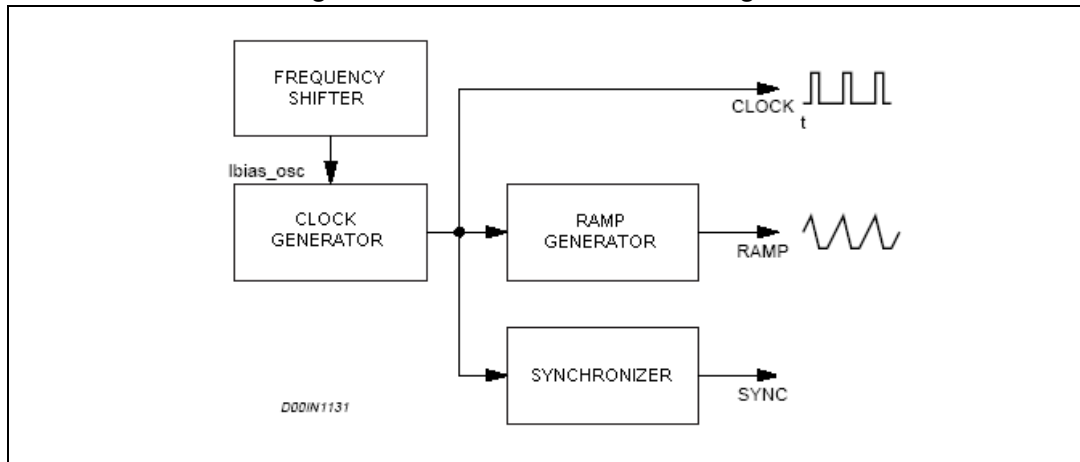 FREQUENCY
SHIFTER
Ibias_osc
CLOCK
GENERATOR
CLOCK
t
RAMP
GENERATOR
RAMP
SYNCHRONIZER
SYNC
D00IN1131